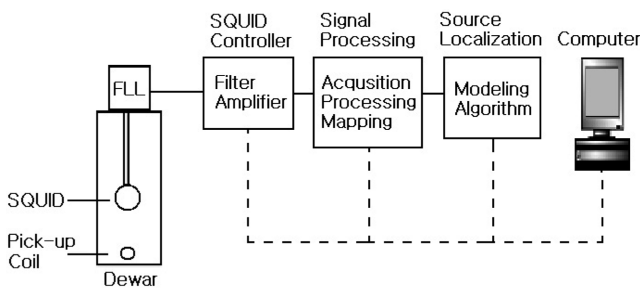 SQUID
Controller
Signal
Processing
Source
Localization
Computer
FLL
Filter
Amplifier
Acqusition
Processing
Mapping
Modeling
Algorithm
SQUID
Pick-up
Coil
Dewar